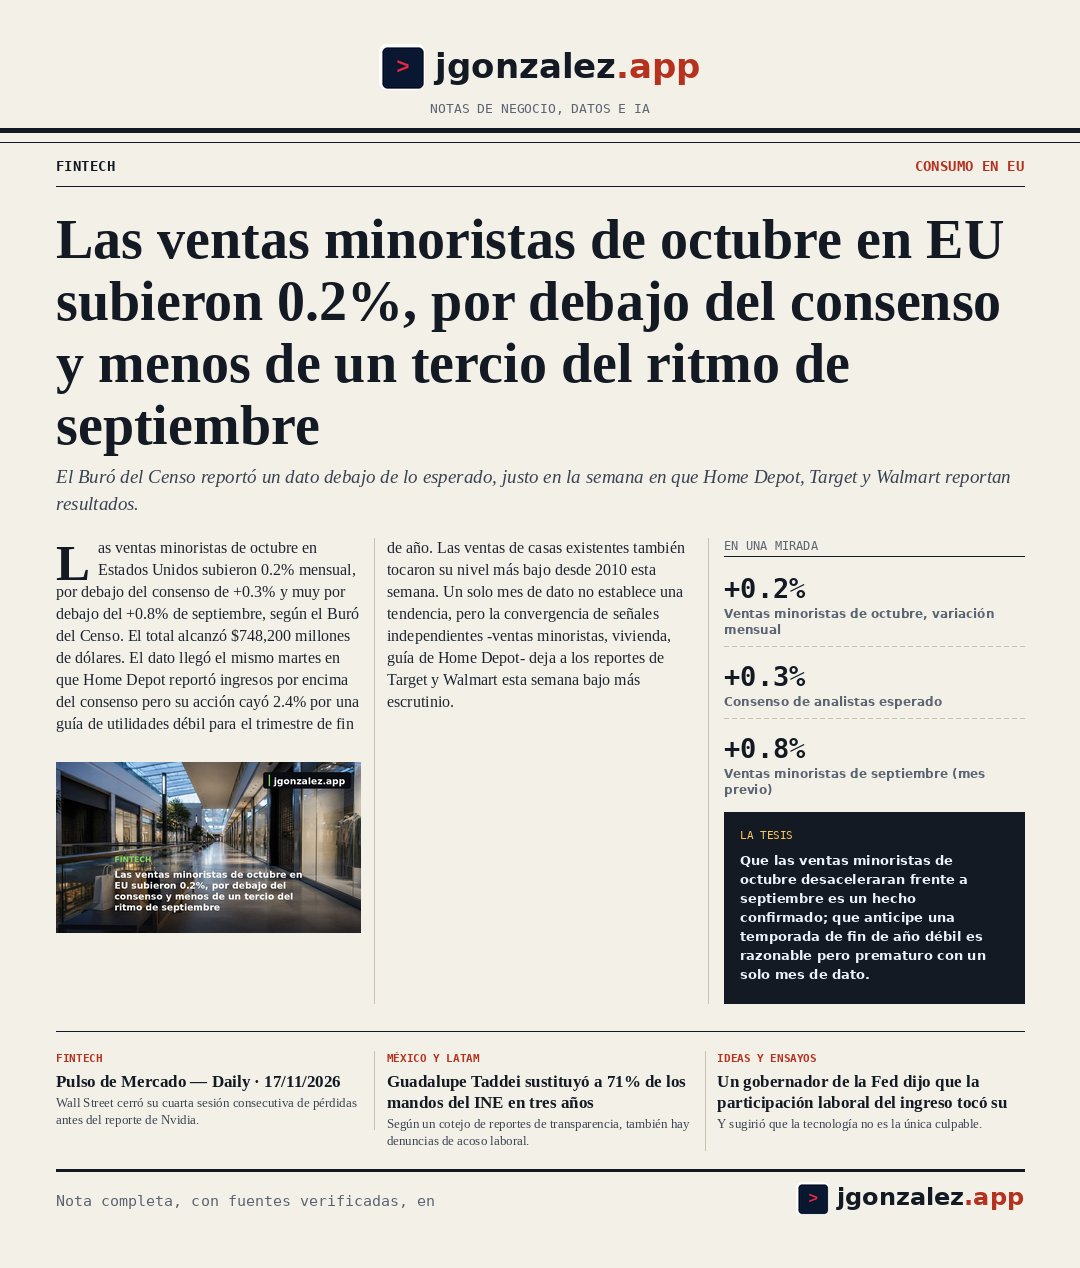 > jgonzalez.app
NOTAS DE NEGOCIO, DATOS E IA
FINTECH
CONSUMO EN EU
Las ventas minoristas de octubre en EU
subieron 0.2%, por debajo del consenso
y menos de un tercio del ritmo de
septiembre
El Buró del Censo reportó un dato debajo de lo esperado, justo en la semana en que Home Depot, Target y Walmart reportan
resultados.
Las ventas minoristas de octubre en
Estados Unidos subieron 0.2% mensual,
por debajo del consenso de +0.3% y muy por
debajo del +0.8% de septiembre, según el Buró
del Censo. El total alcanzó $748,200 millones
de dólares. El dato llegó el mismo martes en
que Home Depot reportó ingresos por encima
del consenso pero su acción cayó 2.4% por una
guía de utilidades débil para el trimestre de fin
de año. Las ventas de casas existentes también
tocaron su nivel más bajo desde 2010 esta
semana. Un solo mes de dato no establece una
tendencia, pero la convergencia de señales
independientes -ventas minoristas, vivienda,
guía de Home Depot- deja a los reportes de
Target y Walmart esta semana bajo más
escrutinio.
jgonzalez.app
FINTECH
Las ventas minoristas de octubre en
EU subieron 0.2%, por debajo del
consenso y menos de un tercio del
ritmo de septiembre
EN UNA MIRADA
+0.2%
Ventas minoristas de octubre, variación
mensual
+0.3%
Consenso de analistas esperado
+0.8%
Ventas minoristas de septiembre (mes
previo)
LA TESIS
Que las ventas minoristas de
octubre desaceleraran frente a
septiembre es un hecho
confirmado; que anticipe una
temporada de fin de año débil es
razonable pero prematuro con un
solo mes de dato.
FINTECH
Pulso de Mercado — Daily · 17/11/2026
Wall Street cerró su cuarta sesión consecutiva de pérdidas
antes del reporte de Nvidia.
MÉXICO Y LATAM
Guadalupe Taddei sustituyó a 71% de los
mandos del INE en tres años
Según un cotejo de reportes de transparencia, también hay
denuncias de acoso laboral.
IDEAS Y ENSAYOS
Un gobernador de la Fed dijo que la
participación laboral del ingreso tocó su
Y sugirió que la tecnología no es la única culpable.
Nota completa, con fuentes verificadas, en
> jgonzalez.app